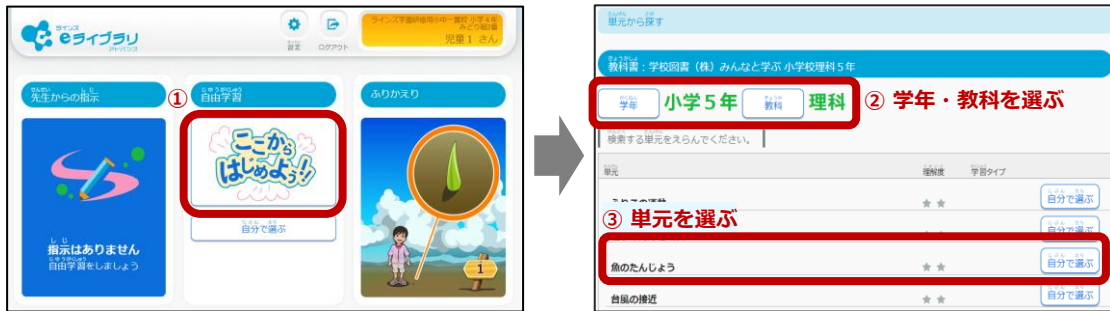 ラインズ
eライブラリ
アドバンス
設定
ログアウト
ラインズ学園研修用小中一貫校 小学4年
みどり組2番
児童1 さん
先生からの指示
① 自由学習
ふりかえり
ここから
はじめよう!!
自分で選ぶ
指示はありません
自由学習をしましょう
1
単元から探す
教科書:学校図書(株)みんなと学ぶ 小学校理科5年
学年 小学5年 教科 理科
② 学年・教科を選ぶ
検索する単元をえらんでください。
単元 理解度 学習タイプ
ふりこの運動 ★★ 自分で選ぶ
③ 単元を選ぶ
自分で選ぶ
魚のたんじょう ★★ 自分で選ぶ
台風の接近 ★★ 自分で選ぶ